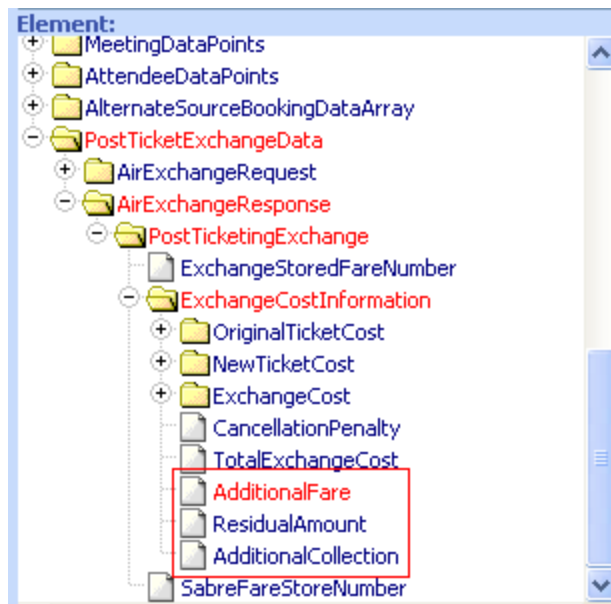 Element:
MeetingDataPoints
AttendeeDataPoints
AlternateSourceBookingDataArray
PostTicketExchangeData
AirExchangeRequest
AirExchangeResponse
PostTicketingExchange
ExchangeStoredFareNumber
ExchangeCostInformation
OriginalTicketCost
NewTicketCost
ExchangeCost
CancellationPenalty
TotalExchangeCost
AdditionalFare
ResidualAmount
AdditionalCollection
SabreFareStoreNumber